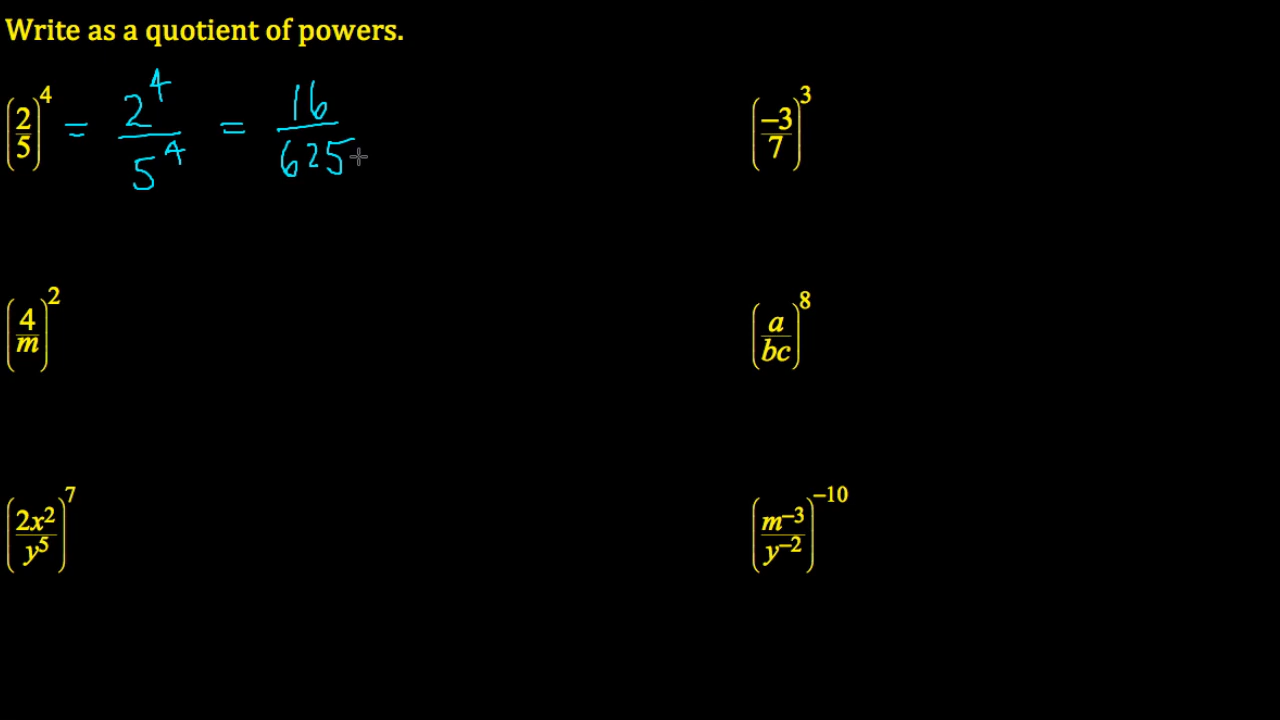 Write as a quotient of powers.
(2/5)^4 = 2^4/5^4 = 16/625
(-3/7)^3
(4/m)^2
(a/bc)^8
(2x^2/y^5)^7
(m^-3/y^-2)^-10